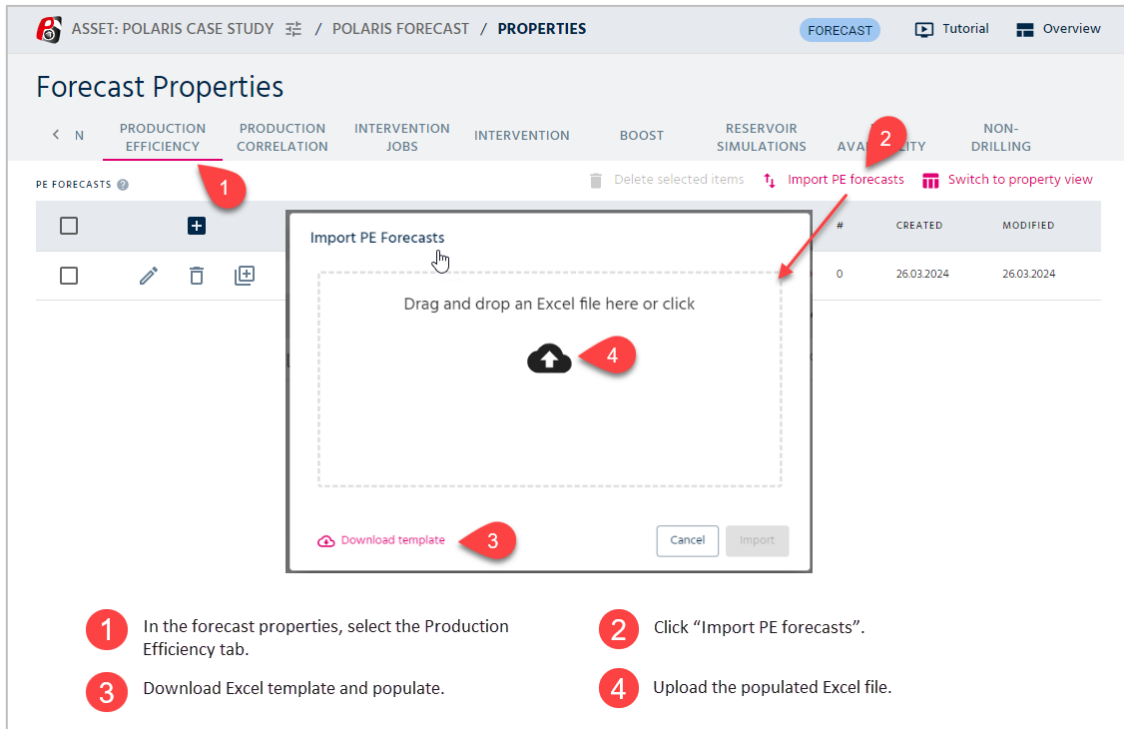 ASSET: POLARIS CASE STUDY / POLARIS FORECAST / PROPERTIES
FORECAST
Tutorial
Overview
Forecast Properties
< N
PRODUCTION
EFFICIENCY
PRODUCTION
CORRELATION
INTERVENTION
JOBS
INTERVENTION
BOOST
RESERVOIR
SIMULATIONS
NON-
DRILLING
2
PE FORECASTS ?
1
Delete selected items
Import PE forecasts
Switch to property view
#
CREATED
MODIFIED
Import PE Forecasts
0
26.03.2024
26.03.2024
Drag and drop an Excel file here or click
4
Download template
3
Cancel
Import
1
In the forecast properties, select the Production
Efficiency tab.
2
Click “Import PE forecasts”.
3
Download Excel template and populate.
4
Upload the populated Excel file.